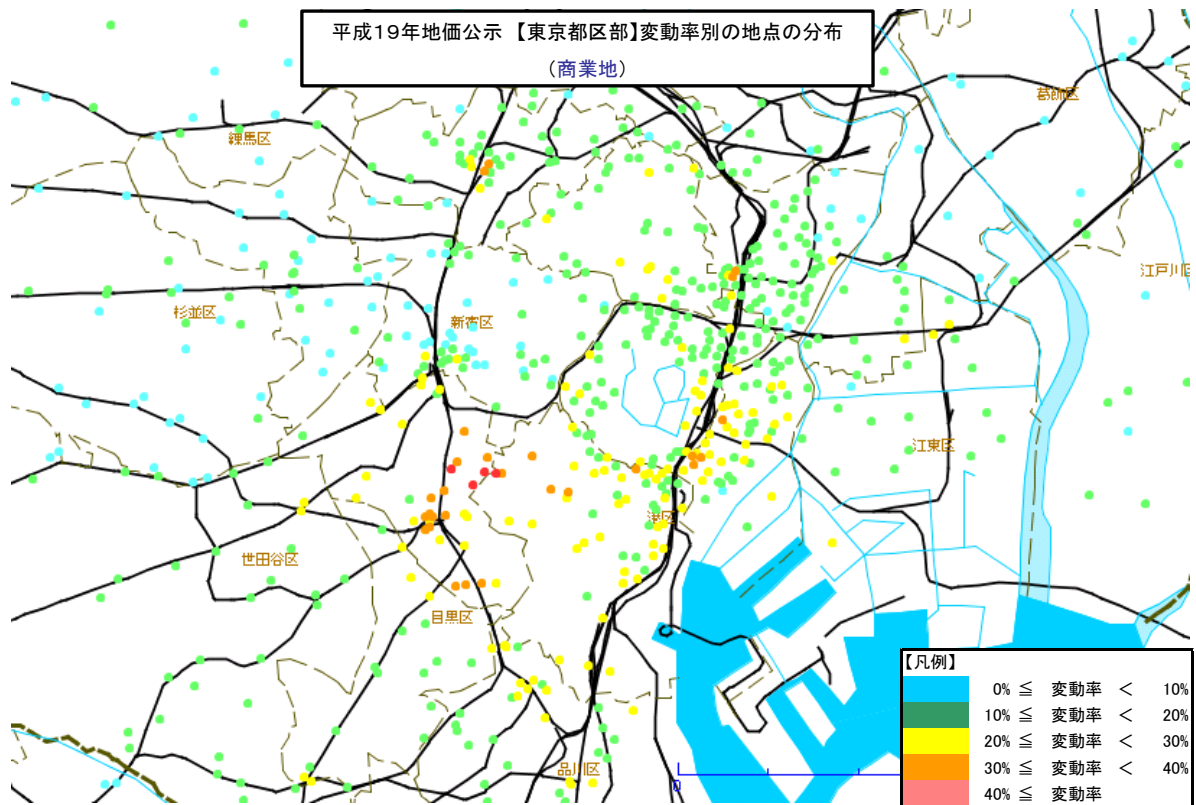 平成19年地価公示 【東京都区部】変動率別の地点の分布
（商業地）
葛飾区
練馬区
江戸川区
杉並区
新宿区
江東区
港区
世田谷区
目黒区
品川区
0
【凡例】
0% ≦ 変動率 < 10%
10% ≦ 変動率 < 20%
20% ≦ 変動率 < 30%
30% ≦ 変動率 < 40%
40% ≦ 変動率